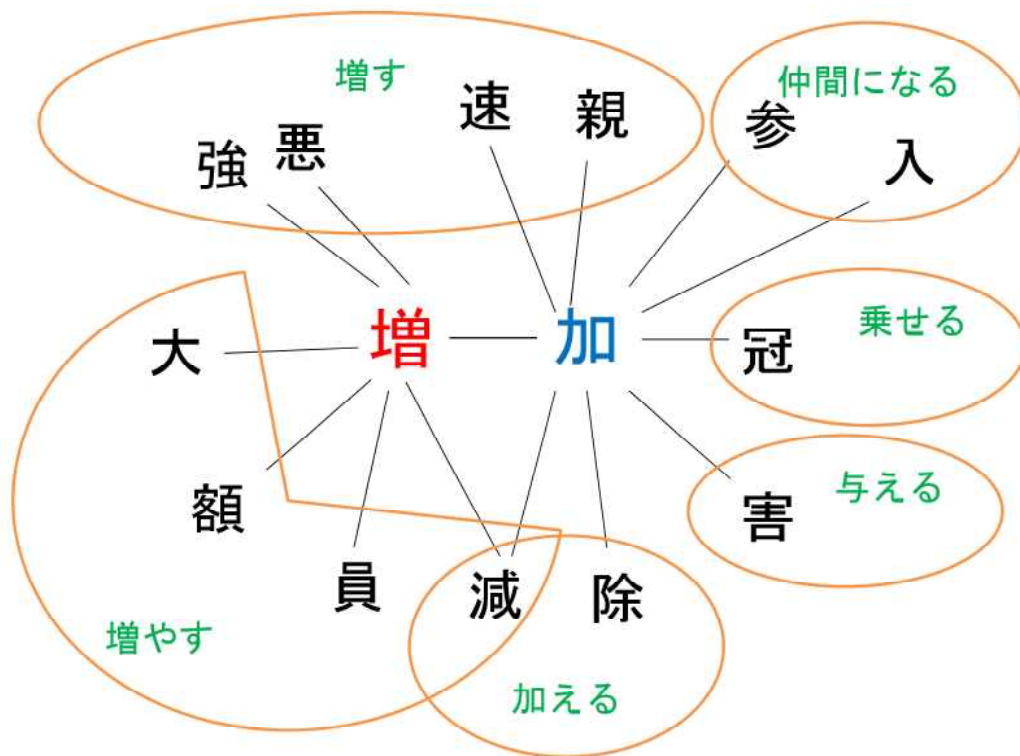 増す
速
親
仲間になる
参
強
悪
入
大
増
加
冠
乗せる
額
害
与える
員
減
除
増やす
加える